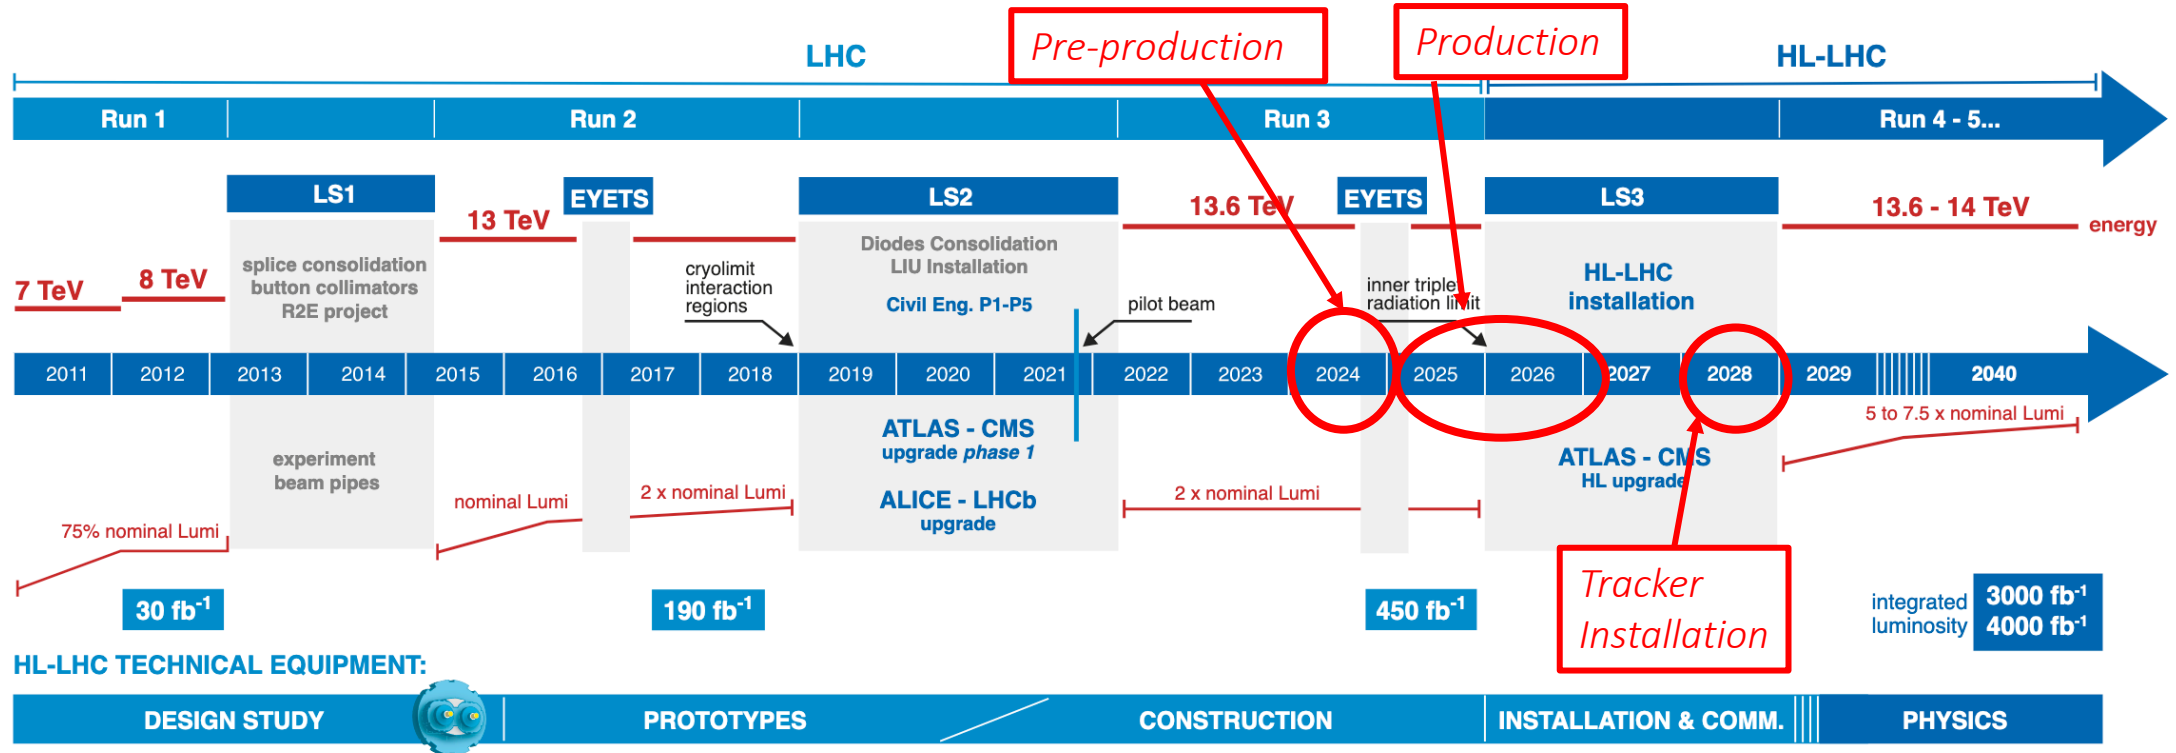 Pre-production
Production
LHC
HL-LHC
Run 1
Run 2
Run 3
Run 4 - 5...
LS1
EYETS
LS2
EYETS
LS3
13 TeV
13.6 TeV
13.6 - 14 TeV
energy
7 TeV
8 TeV
splice consolidation
button collimators
R2E project
cryolimit
interaction
regions
Diodes Consolidation
LIU Installation
Civil Eng. P1-P5
pilot beam
inner triplet
radiation limit
HL-LHC
installation
2011
2012
2013
2014
2015
2016
2017
2018
2019
2020
2021
2022
2023
2024
2025
2026
2027
2028
2029
2040
experiment
beam pipes
ATLAS - CMS
upgrade phase 1
ALICE - LHCb
upgrade
ATLAS - CMS
HL upgrade
5 to 7.5 x nominal Lumi
75% nominal Lumi
nominal Lumi
2 x nominal Lumi
2 x nominal Lumi
Tracker
Installation
30 fb-1
190 fb-1
450 fb-1
integrated
luminosity
3000 fb-1
4000 fb-1
HL-LHC TECHNICAL EQUIPMENT:
DESIGN STUDY
PROTOTYPES
CONSTRUCTION
INSTALLATION & COMM.
PHYSICS